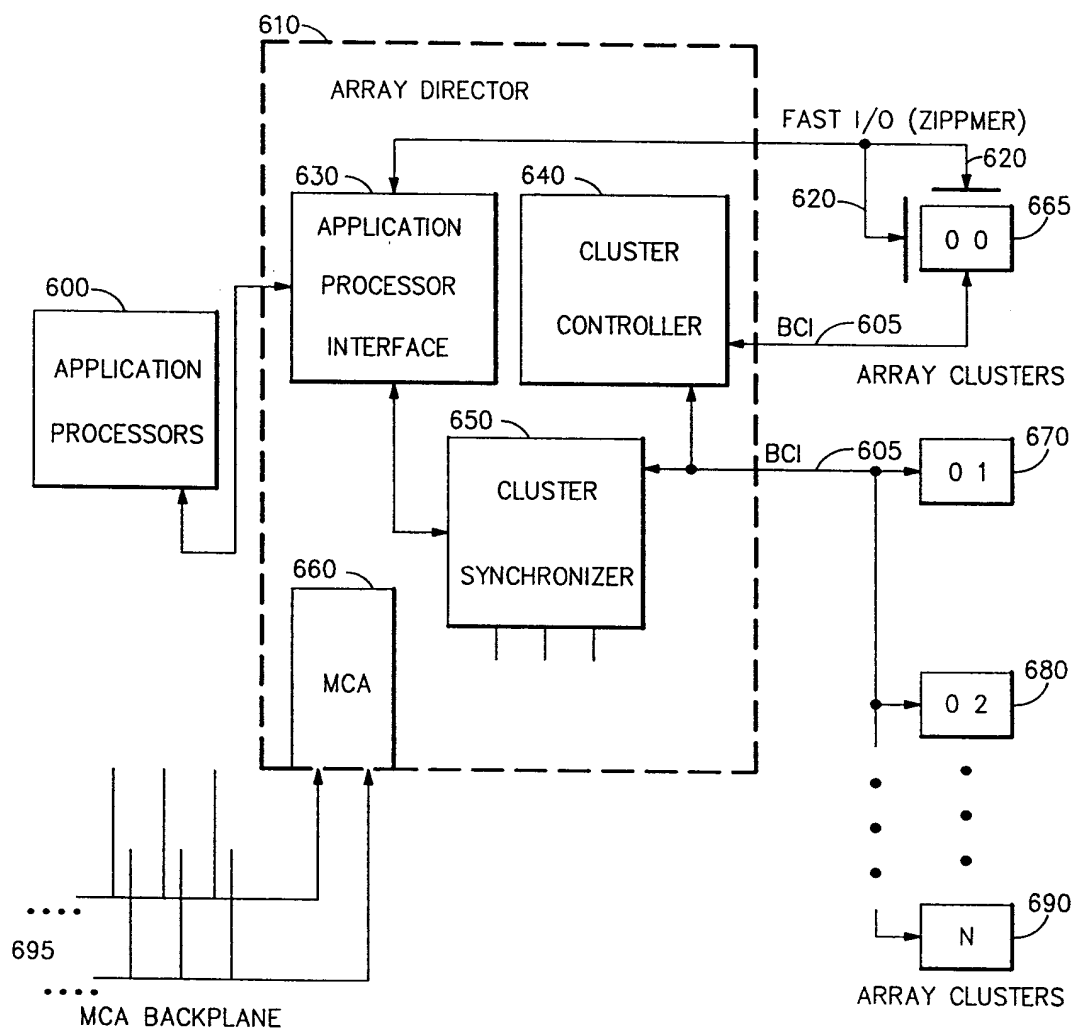 610
ARRAY DIRECTOR
FAST I/O (ZIPPMER)
620
630
640
620
665
APPLICATION
PROCESSOR
INTERFACE
CLUSTER
CONTROLLER
0 0
600
BCI
605
APPLICATION
PROCESSORS
ARRAY CLUSTERS
650
BCI
605
670
CLUSTER
SYNCHRONIZER
0 1
660
MCA
680
0 2
690
N
695
MCA BACKPLANE
ARRAY CLUSTERS